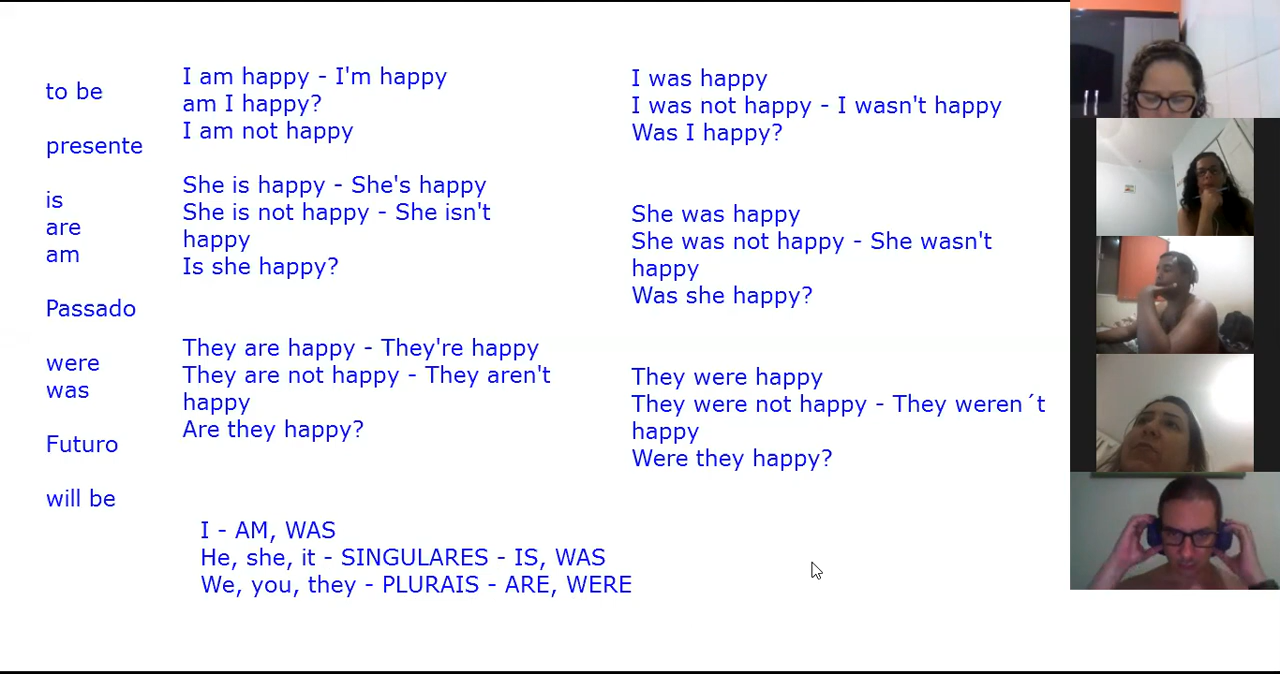 to be
presente
is
are
am
Passado
were
was
Futuro
will be
I am happy - I'm happy
am I happy?
I am not happy
She is happy - She's happy
She is not happy - She isn't
happy
Is she happy?
They are happy - They're happy
They are not happy - They aren't
happy
Are they happy?
I was happy
I was not happy - I wasn't happy
Was I happy?
She was happy
She was not happy - She wasn't
happy
Was she happy?
They were happy
They were not happy - They weren´t
happy
Were they happy?
I - AM, WAS
He, she, it - SINGULARES - IS, WAS
We, you, they - PLURAIS - ARE, WERE